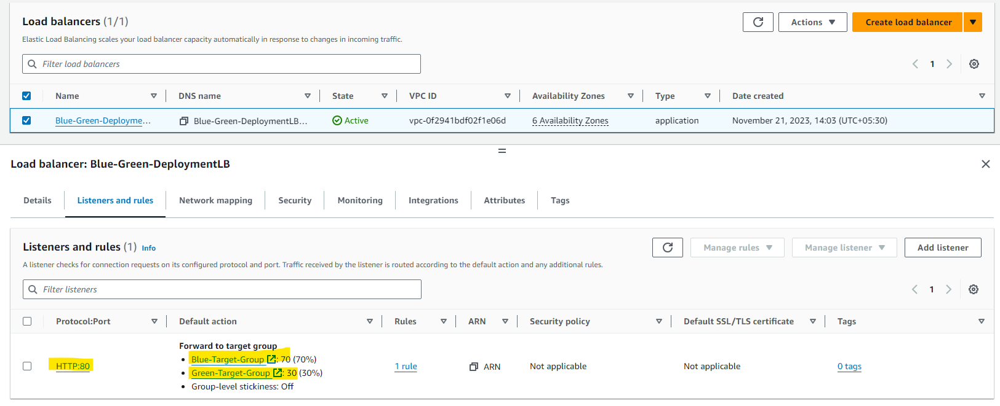 Load balancers (1/1)
Actions
Create load balancer
Elastic Load Balancing scales your load balancer capacity automatically in response to changes in incoming traffic.
Filter load balancers
1
Name DNS name State VPC ID Availability Zones Type Date created
Blue-Green-Deployme... Blue-Green-DeploymentLB... Active vpc-0f2941bdf02f1e06d 6 Availability Zones application November 21, 2023, 14:03 (UTC+05:30)
Load balancer: Blue-Green-DeploymentLB
Details Listeners and rules Network mapping Security Monitoring Integrations Attributes Tags
Listeners and rules (1) Info
Manage rules Manage listener Add listener
A listener checks for connection requests on its configured protocol and port. Traffic received by the listener is routed according to the default action and any additional rules.
Filter listeners
1
Protocol:Port Default action Rules ARN Security policy Default SSL/TLS certificate Tags
Forward to target group
• Blue-Target-Group : 70 (70%)
HTTP:80 1 rule ARN Not applicable Not applicable 0 tags
• Green-Target-Group : 30 (30%)
• Group-level stickiness: Off